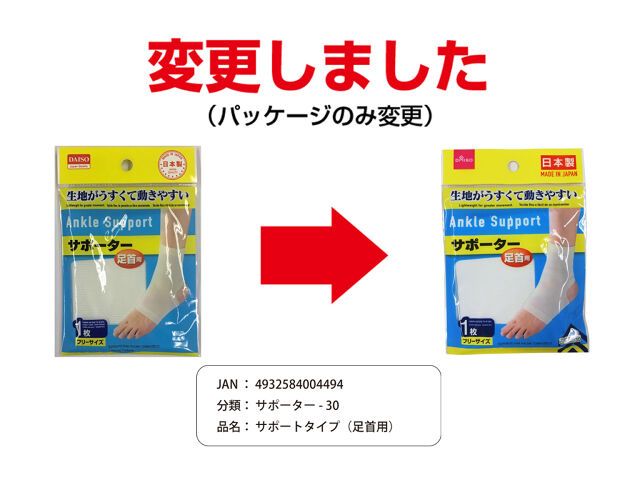 変更しました
（パッケージのみ変更）
DAISO
日本製
生地がうすくて動きやすい
Ankle Support
サポーター
足首用
1枚
フリーサイズ
DAISO
日本製
MADE IN JAPAN
生地がうすくて動きやすい
Ankle Support
サポーター
足首用
1枚
フリーサイズ
JAN ： 4932584004494
分類： サポーター - 30
品名： サポートタイプ（足首用）